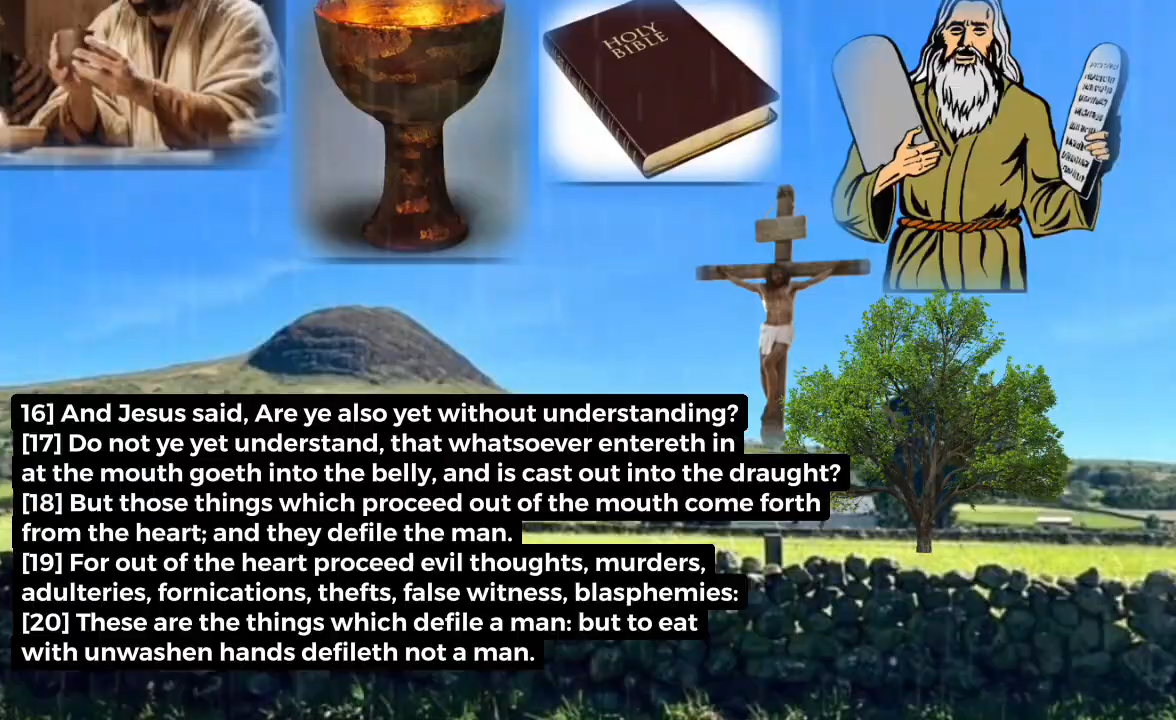 HOLY
BIBLE
16] And Jesus said, Are ye also yet without understanding?
[17] Do not ye yet understand, that whatsoever entereth in
at the mouth goeth into the belly, and is cast out into the draught?
[18] But those things which proceed out of the mouth come forth
from the heart; and they defile the man.
[19] For out of the heart proceed evil thoughts, murders,
adulteries, fornications, thefts, false witness, blasphemies:
[20] These are the things which defile a man: but to eat
with unwashen hands defileth not a man.